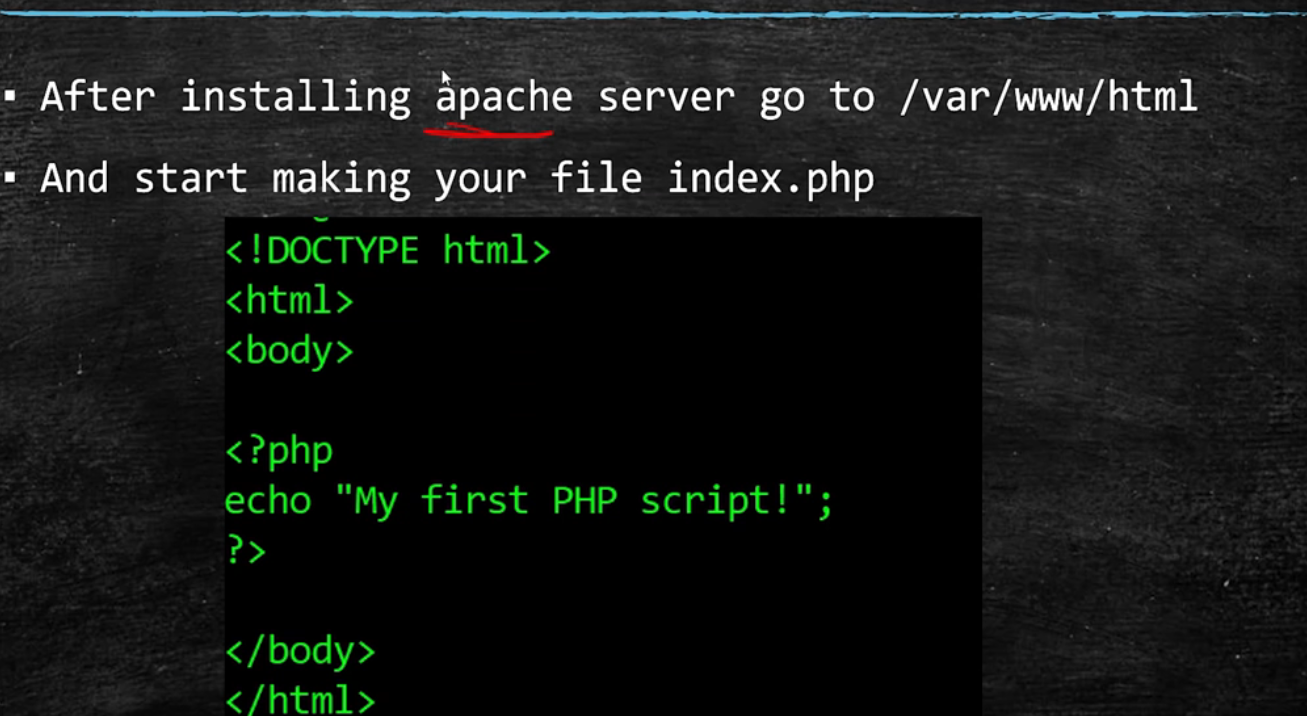 ▪ After installing apache server go to /var/www/html
▪ And start making your file index.php
<!DOCTYPE html>
<html>
<body>
<?php
echo "My first PHP script!";
?>
</body>
</html>